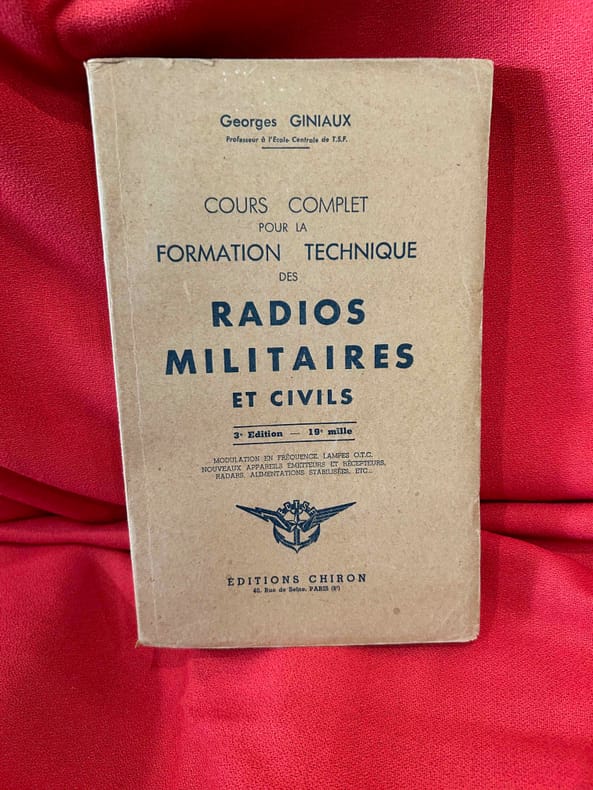 Georges GINIAUX
Professeur à l'Ecole Centrale de T.S.F.
COURS COMPLET
POUR LA
FORMATION TECHNIQUE
DES
RADIOS
MILITAIRES
ET CIVILS
3e Edition — 19e mille
MODULATION EN FRÉQUENCE, LAMPES O.T.C.
NOUVEAUX APPAREILS ÉMETTEURS ET RÉCEPTEURS,
RADARS, ALIMENTATIONS STABILISÉES, ETC...
E.C.T.S.F.
ÉDITIONS CHIRON
40, Rue de Seine, PARIS (6e)